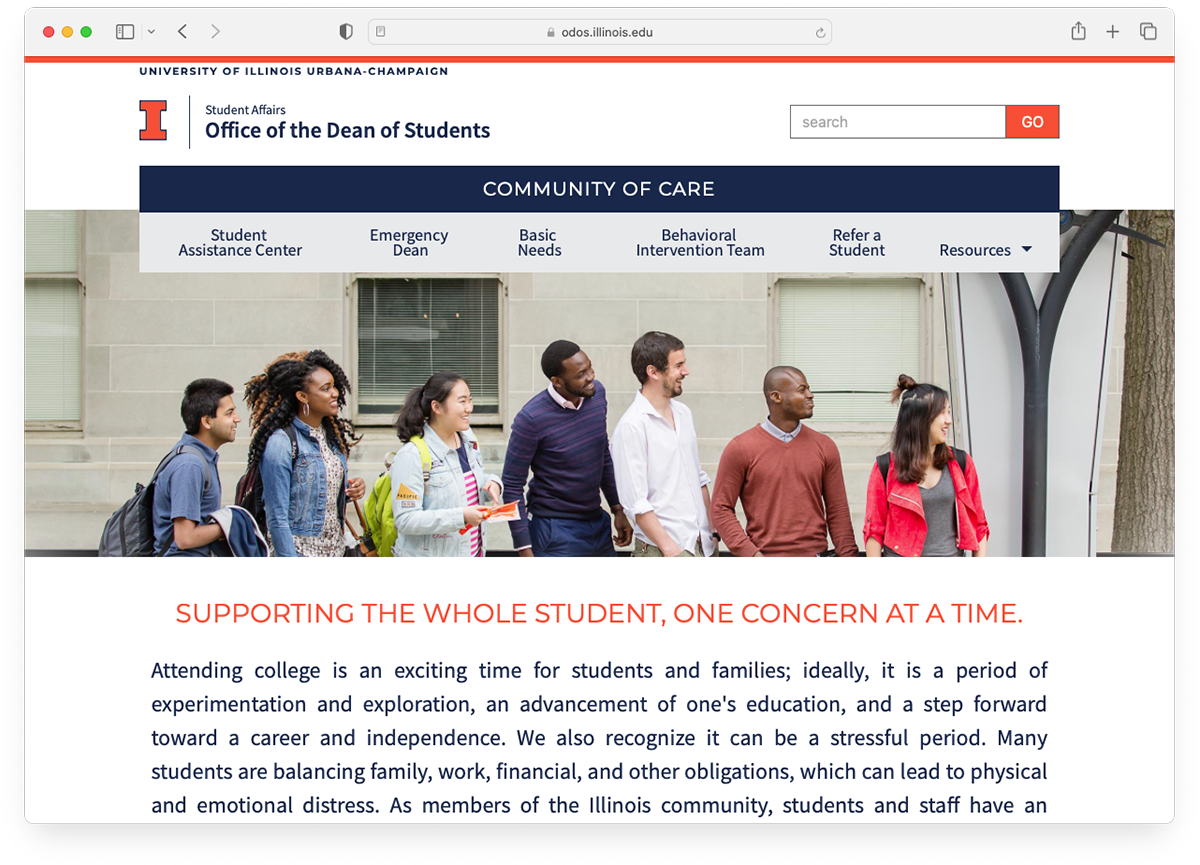 odos.illinois.edu
UNIVERSITY OF ILLINOIS URBANA-CHAMPAIGN
Student Affairs
Office of the Dean of Students
search
GO
COMMUNITY OF CARE
Student
Assistance Center
Emergency
Dean
Basic
Needs
Behavioral
Intervention Team
Refer a
Student
Resources
PACIFIC
SUPPORTING THE WHOLE STUDENT, ONE CONCERN AT A TIME.
Attending college is an exciting time for students and families; ideally, it is a period of
experimentation and exploration, an advancement of one's education, and a step forward
toward a career and independence. We also recognize it can be a stressful period. Many
students are balancing family, work, financial, and other obligations, which can lead to physical
and emotional distress. As members of the Illinois community, students and staff have an